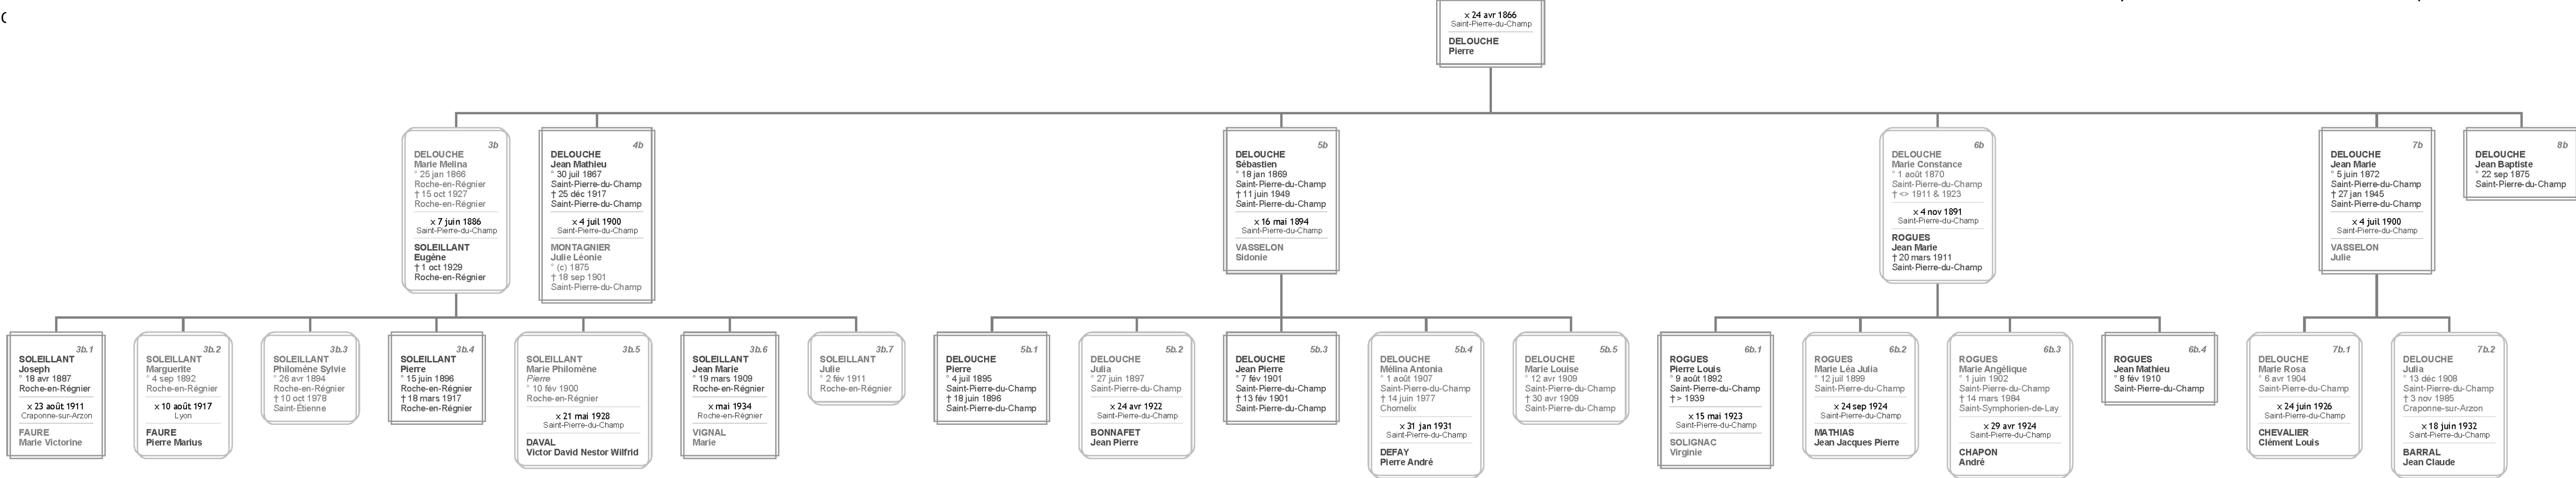 x 24 avr 1866
Saint-Pierre-du-Champ
DELOUCHE
Pierre
3b
DELOUCHE
Marie Melina
° 25 jan 1866
Roche-en-Régnier
† 15 oct 1927
Roche-en-Régnier
x 7 juin 1886
Saint-Pierre-du-Champ
SOLEILLANT
Eugène
† 1 oct 1929
Roche-en-Régnier
4b
DELOUCHE
Jean Mathieu
° 30 juil 1867
Saint-Pierre-du-Champ
† 25 déc 1917
Saint-Pierre-du-Champ
x 4 juil 1900
Saint-Pierre-du-Champ
MONTAGNIER
Julie Léonie
° (c) 1875
† 18 sep 1901
Saint-Pierre-du-Champ
5b
DELOUCHE
Sébastien
° 18 jan 1869
Saint-Pierre-du-Champ
† 11 juin 1949
Saint-Pierre-du-Champ
x 16 mai 1894
Saint-Pierre-du-Champ
VASSELON
Sidonie
6b
DELOUCHE
Marie Constance
° 1 août 1870
Saint-Pierre-du-Champ
† <> 1911 & 1923
x 4 nov 1891
Saint-Pierre-du-Champ
ROGUES
Jean Marie
† 20 mars 1911
Saint-Pierre-du-Champ
7b
DELOUCHE
Jean Marie
° 5 juin 1872
Saint-Pierre-du-Champ
† 27 jan 1945
Saint-Pierre-du-Champ
x 4 juil 1900
Saint-Pierre-du-Champ
VASSELON
Julie
8b
DELOUCHE
Jean Baptiste
° 22 sep 1875
Saint-Pierre-du-Champ
3b.1
SOLEILLANT
Joseph
° 18 avr 1887
Roche-en-Régnier
x 23 août 1911
Craponne-sur-Arzon
FAURE
Marie Victorine
3b.2
SOLEILLANT
Marguerite
° 4 sep 1892
Roche-en-Régnier
x 10 août 1917
Lyon
FAURE
Pierre Marius
3b.3
SOLEILLANT
Philomène Sylvie
° 26 avr 1894
Roche-en-Régnier
† 10 oct 1978
Saint-Étienne
3b.4
SOLEILLANT
Pierre
° 15 juin 1896
Roche-en-Régnier
† 18 mars 1917
Roche-en-Régnier
3b.5
SOLEILLANT
Marie Philomène
Pierre
° 10 fév 1900
Roche-en-Régnier
x 21 mai 1928
Saint-Pierre-du-Champ
DAVAL
Victor David Nestor Wilfrid
3b.6
SOLEILLANT
Jean Marie
° 19 mars 1909
Roche-en-Régnier
x mai 1934
Roche-en-Régnier
VIGNAL
Marie
3b.7
SOLEILLANT
Julie
° 2 fév 1911
Roche-en-Régnier
5b.1
DELOUCHE
Pierre
° 4 juil 1895
Saint-Pierre-du-Champ
† 18 juin 1896
Saint-Pierre-du-Champ
5b.2
DELOUCHE
Julia
° 27 juin 1897
Saint-Pierre-du-Champ
x 24 avr 1922
Saint-Pierre-du-Champ
BONNAFET
Jean Pierre
5b.3
DELOUCHE
Jean Pierre
° 7 fév 1901
Saint-Pierre-du-Champ
† 13 fév 1901
Saint-Pierre-du-Champ
5b.4
DELOUCHE
Mélina Antonia
° 1 août 1907
Saint-Pierre-du-Champ
† 14 juin 1977
Chomelix
x 31 jan 1931
Saint-Pierre-du-Champ
DEFAY
Pierre André
5b.5
DELOUCHE
Marie Louise
° 12 avr 1909
Saint-Pierre-du-Champ
† 30 avr 1909
Saint-Pierre-du-Champ
6b.1
ROGUES
Pierre Louis
° 9 août 1892
Saint-Pierre-du-Champ
† > 1939
x 15 mai 1923
Saint-Pierre-du-Champ
SOLIGNAC
Virginie
6b.2
ROGUES
Marie Léa Julia
° 12 juil 1899
Saint-Pierre-du-Champ
x 24 sep 1924
Saint-Pierre-du-Champ
MATHIAS
Jean Jacques Pierre
6b.3
ROGUES
Marie Angélique
° 1 juin 1902
Saint-Pierre-du-Champ
† 14 mars 1984
Saint-Symphorien-de-Lay
x 29 avr 1924
Saint-Pierre-du-Champ
CHAPON
André
6b.4
ROGUES
Jean Mathieu
° 8 fév 1910
Saint-Pierre-du-Champ
7b.1
DELOUCHE
Marie Rosa
° 6 avr 1904
Saint-Pierre-du-Champ
x 24 juin 1926
Saint-Pierre-du-Champ
CHEVALIER
Clément Louis
7b.2
DELOUCHE
Julia
° 13 déc 1908
Saint-Pierre-du-Champ
† 3 nov 1985
Craponne-sur-Arzon
x 18 juin 1932
Saint-Pierre-du-Champ
BARRAL
Jean Claude